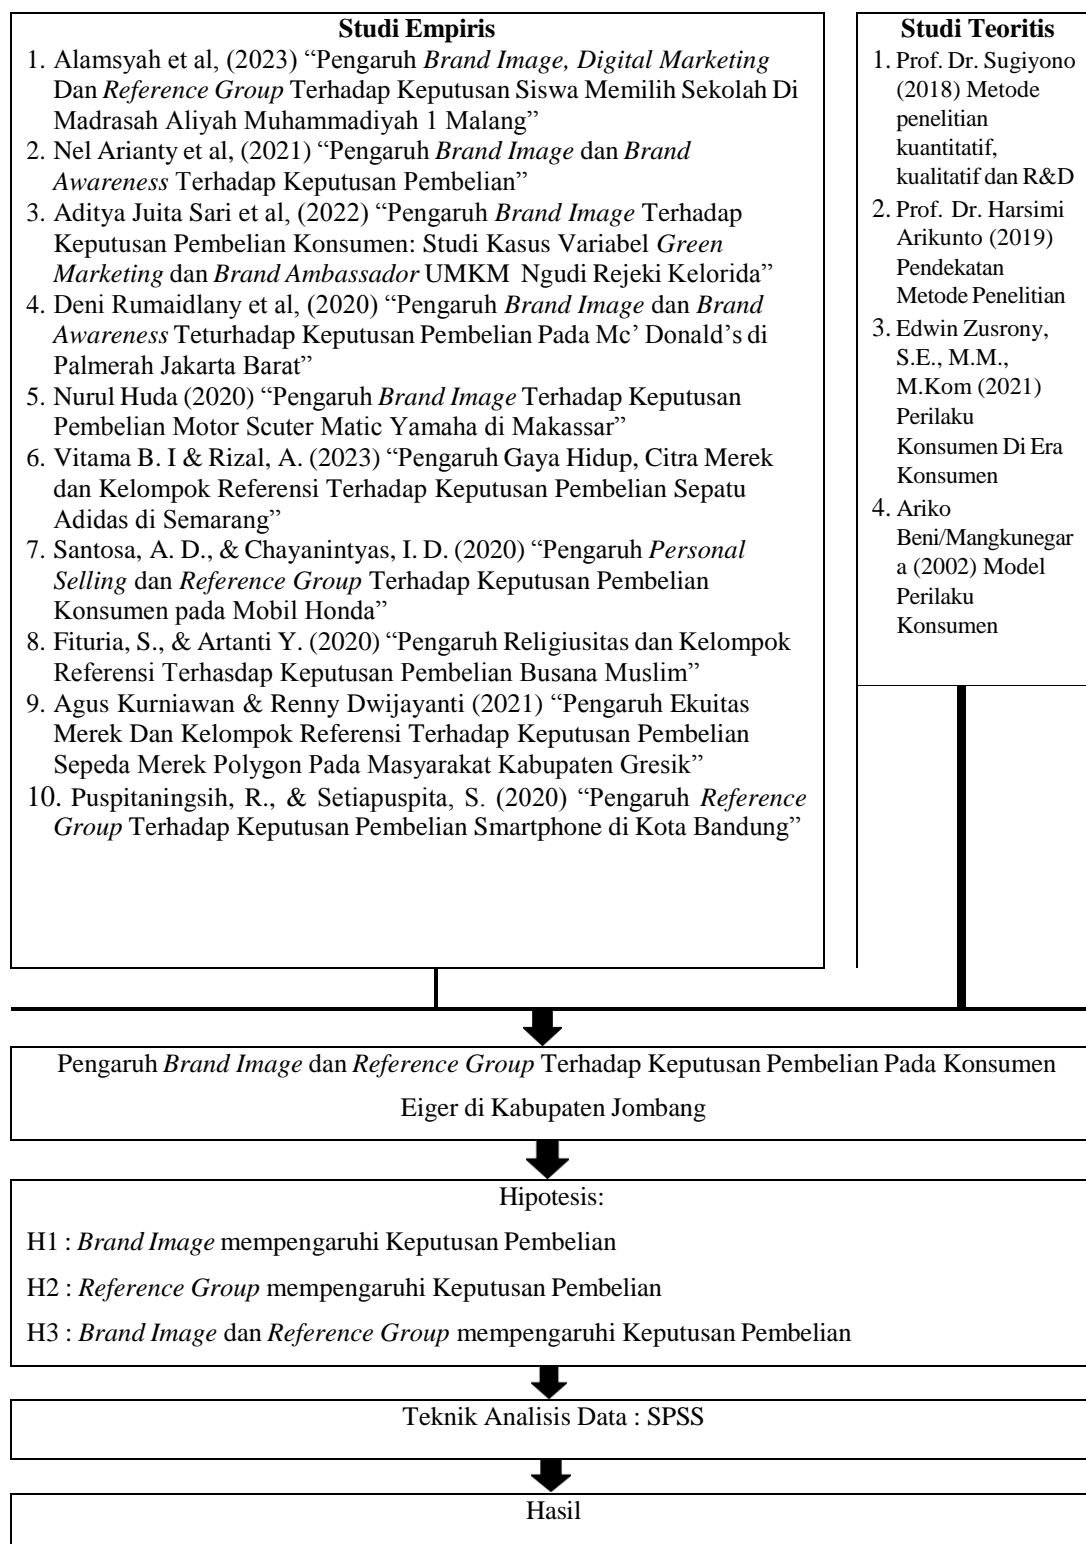 Studi Empiris
1. Alamsyah et al, (2023) “Pengaruh Brand Image, Digital Marketing
Dan Reference Group Terhadap Keputusan Siswa Memilih Sekolah Di
Madrasah Aliyah Muhammadiyah 1 Malang”
2. Nel Arianty et al, (2021) “Pengaruh Brand Image dan Brand
Awareness Terhadap Keputusan Pembelian”
3. Aditya Juita Sari et al, (2022) “Pengaruh Brand Image Terhadap
Keputusan Pembelian Konsumen: Studi Kasus Variabel Green
Marketing dan Brand Ambassador UMKM Ngudi Rejeki Kelorida”
4. Deni Rumaidlany et al, (2020) “Pengaruh Brand Image dan Brand
Awareness Teturhadap Keputusan Pembelian Pada Mc’ Donald’s di
Palmerah Jakarta Barat”
5. Nurul Huda (2020) “Pengaruh Brand Image Terhadap Keputusan
Pembelian Motor Scuter Matic Yamaha di Makassar”
6. Vitama B. I & Rizal, A. (2023) “Pengaruh Gaya Hidup, Citra Merek
dan Kelompok Referensi Terhadap Keputusan Pembelian Sepatu
Adidas di Semarang”
7. Santosa, A. D., & Chayanintyas, I. D. (2020) “Pengaruh Personal
Selling dan Reference Group Terhadap Keputusan Pembelian
Konsumen pada Mobil Honda”
8. Fituria, S., & Artanti Y. (2020) “Pengaruh Religiusitas dan Kelompok
Referensi Terhasdap Keputusan Pembelian Busana Muslim”
9. Agus Kurniawan & Renny Dwijayanti (2021) “Pengaruh Ekuitas
Merek Dan Kelompok Referensi Terhadap Keputusan Pembelian
Sepeda Merek Polygon Pada Masyarakat Kabupaten Gresik”
10. Puspitaningsih, R., & Setiapuspita, S. (2020) “Pengaruh Reference
Group Terhadap Keputusan Pembelian Smartphone di Kota Bandung”
Studi Teoritis
1. Prof. Dr. Sugiyono
(2018) Metode
penelitian
kuantitatif,
kualitatif dan R&D
2. Prof. Dr. Harsimi
Arikunto (2019)
Pendekatan
Metode Penelitian
3. Edwin Zusrony,
S.E., M.M.,
M.Kom (2021)
Perilaku
Konsumen Di Era
Konsumen
4. Ariko
Beni/Mangkunegar
a (2002) Model
Perilaku
Konsumen
Pengaruh Brand Image dan Reference Group Terhadap Keputusan Pembelian Pada Konsumen
Eiger di Kabupaten Jombang
Hipotesis:
H1 : Brand Image mempengaruhi Keputusan Pembelian
H2 : Reference Group mempengaruhi Keputusan Pembelian
H3 : Brand Image dan Reference Group mempengaruhi Keputusan Pembelian
Teknik Analisis Data : SPSS
Hasil